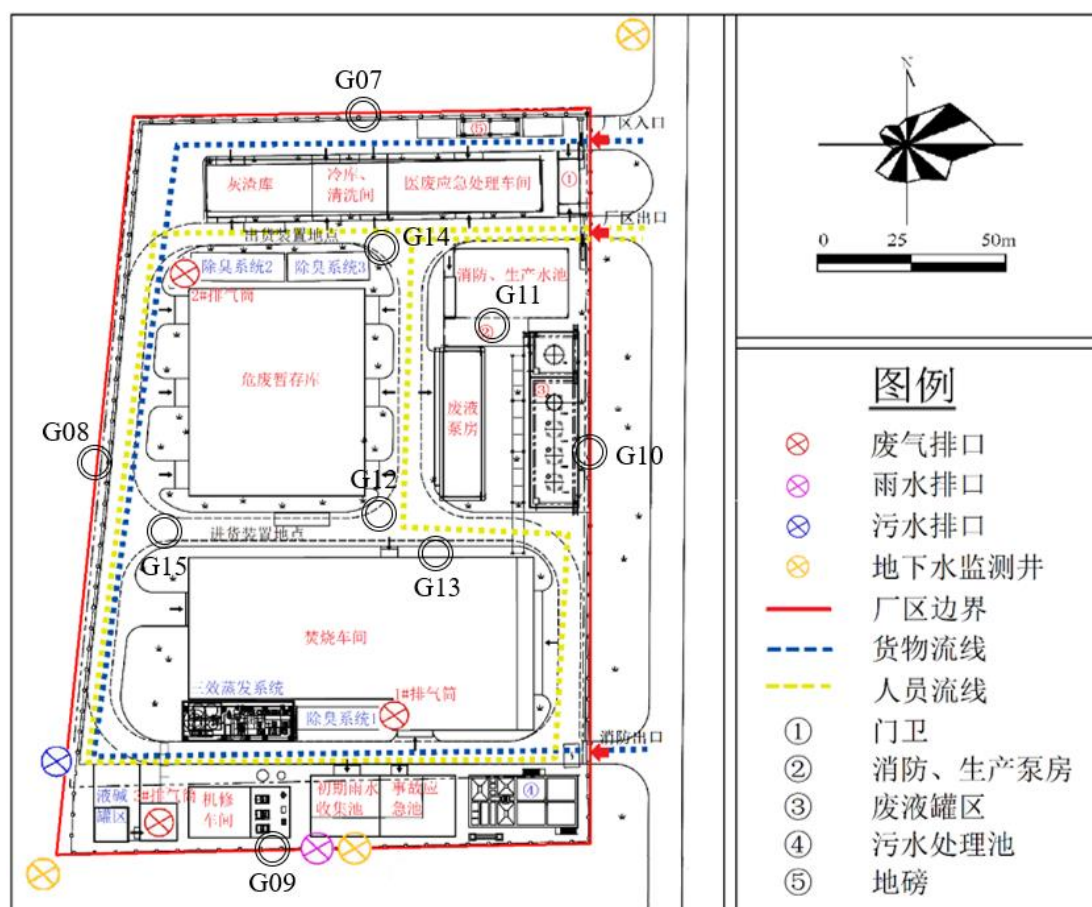 N
0 25 50m
G07
厂区入口
⑤
灰渣库
冷库、
清洗间
医废应急处理车间
①
厂区出口
出货装置地点
G14
除臭系统2
除臭系统3
2#排气筒
消防、生产水池
G11
②
危废暂存库
废液
泵房
③
G08
G10
G12
进货装置地点
G15
G13
焚烧车间
三效蒸发系统
除臭系统1
1#排气筒
消防出口
液碱
罐区
3#排气筒
机修
车间
初期雨水
收集池
事故应
急池
④
G09
图例
废气排口
雨水排口
污水排口
地下水监测井
厂区边界
货物流线
人员流线
① 门卫
② 消防、生产泵房
③ 废液罐区
④ 污水处理池
⑤ 地磅